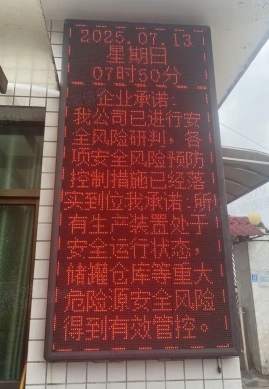 2025.07.13
星期日
07时50分
企业承诺:
我公司已进行安
全风险研判，各
项安全风险预防
控制措施已经落
实到位我承诺:所
有生产装置处于
安全运行状态，
储罐仓库等重大
危险源安全风险
得到有效管控。